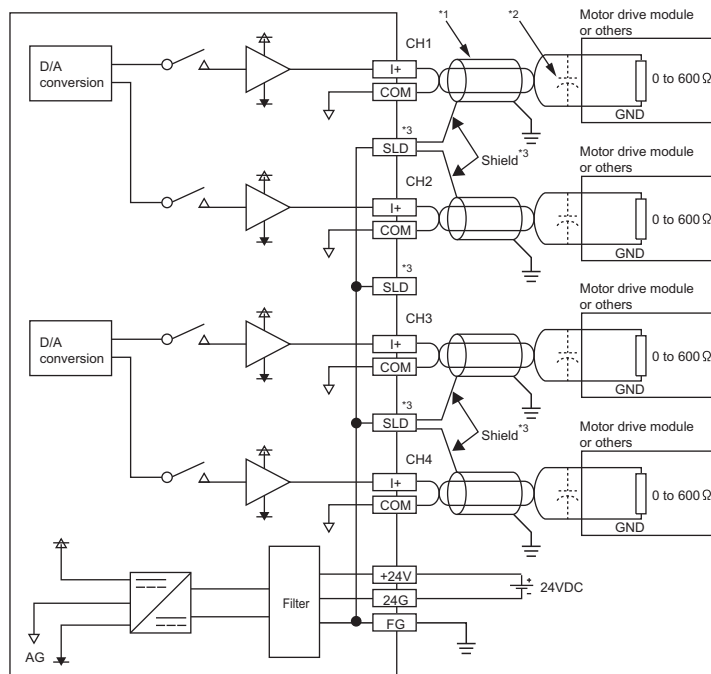 *1
*2
Motor drive module
or others
CH1
D/A
conversion
I+
COM
0 to 600 Ω
GND
*3
SLD
Shield*3
Motor drive module
or others
CH2
I+
COM
0 to 600 Ω
GND
*3
SLD
Motor drive module
or others
CH3
D/A
conversion
I+
COM
0 to 600 Ω
GND
*3
SLD
Shield*3
Motor drive module
or others
CH4
I+
COM
0 to 600 Ω
GND
Filter
+24V
24G
FG
24VDC
AG